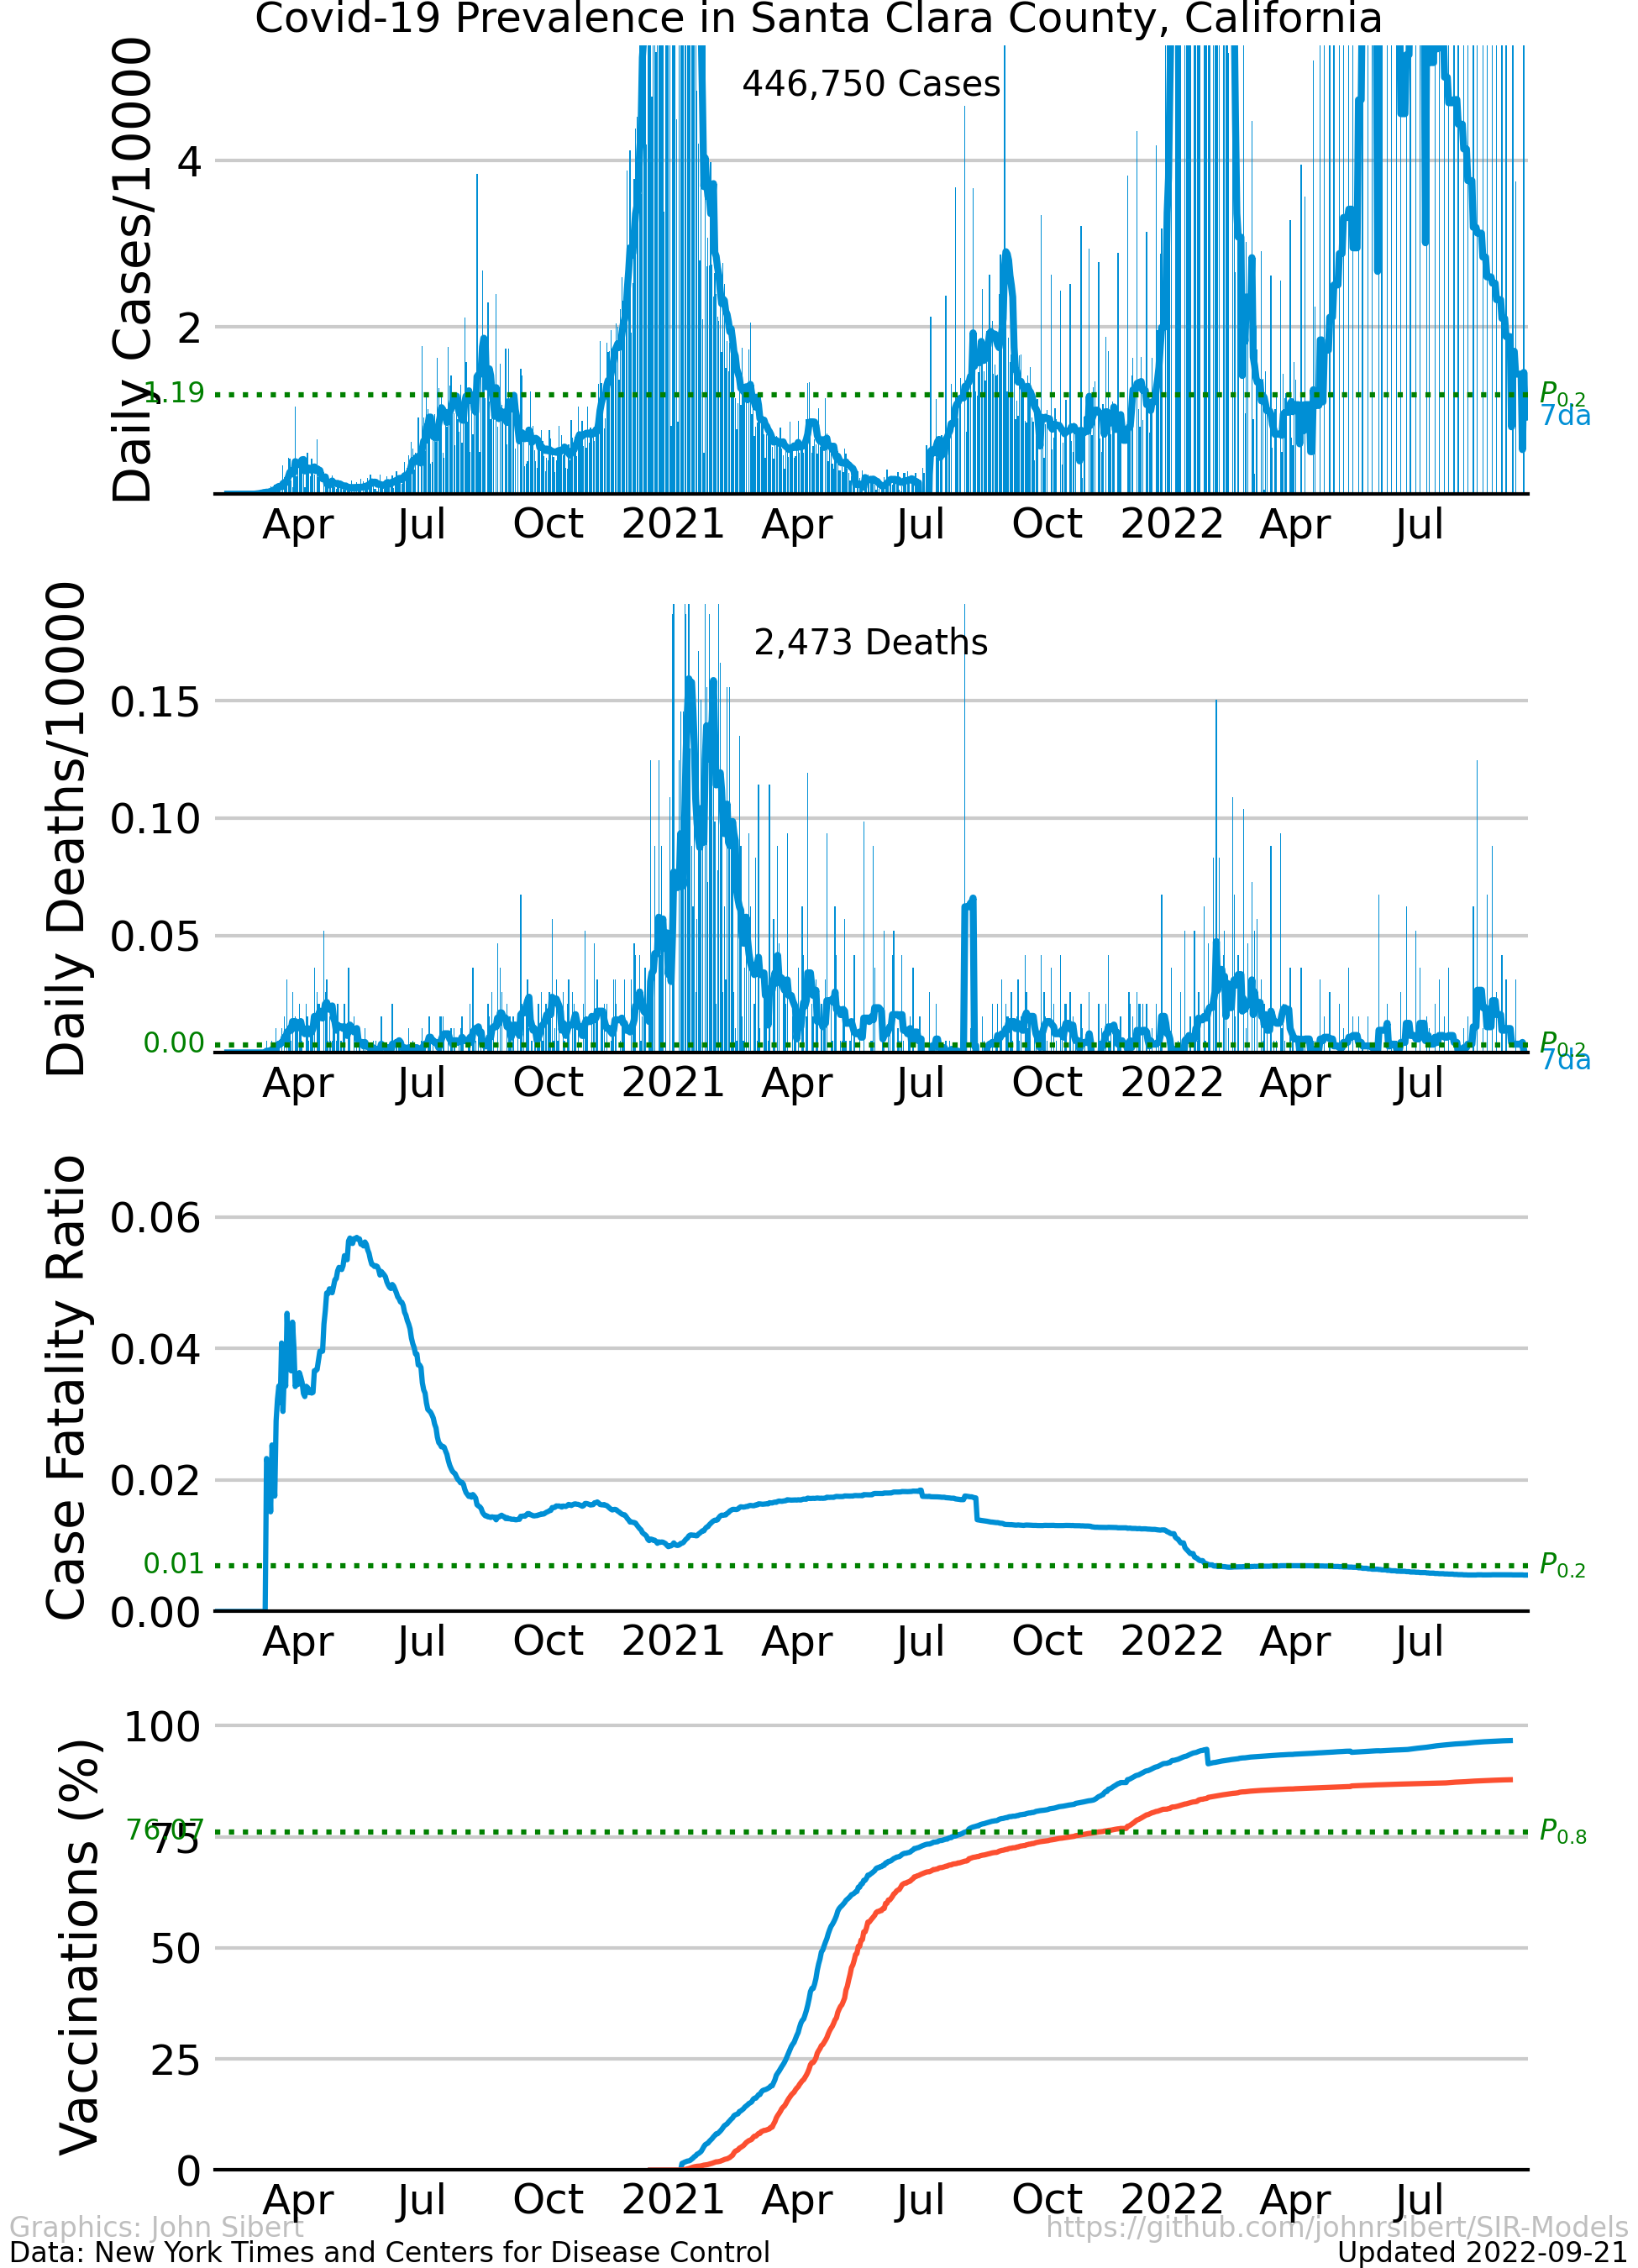 Covid-19 Prevalence in Santa Clara County, California
Daily Cases/10000
446,750 Cases
4
2
1.19
P0.2
7da
Apr Jul Oct 2021 Apr Jul Oct 2022 Apr Jul
Daily Deaths/10000
2,473 Deaths
0.15
0.10
0.05
0.00
P0.2
7da
Apr Jul Oct 2021 Apr Jul Oct 2022 Apr Jul
Case Fatality Ratio
0.06
0.04
0.02
0.01
P0.2
0.00
Apr Jul Oct 2021 Apr Jul Oct 2022 Apr Jul
Vaccinations (%)
100
76.07
P0.8
75
50
25
0
Apr Jul Oct 2021 Apr Jul Oct 2022 Apr Jul
Graphics: John Sibert https://github.com/johnrsibert/SIR-Models
Data: New York Times and Centers for Disease Control Updated 2022-09-21